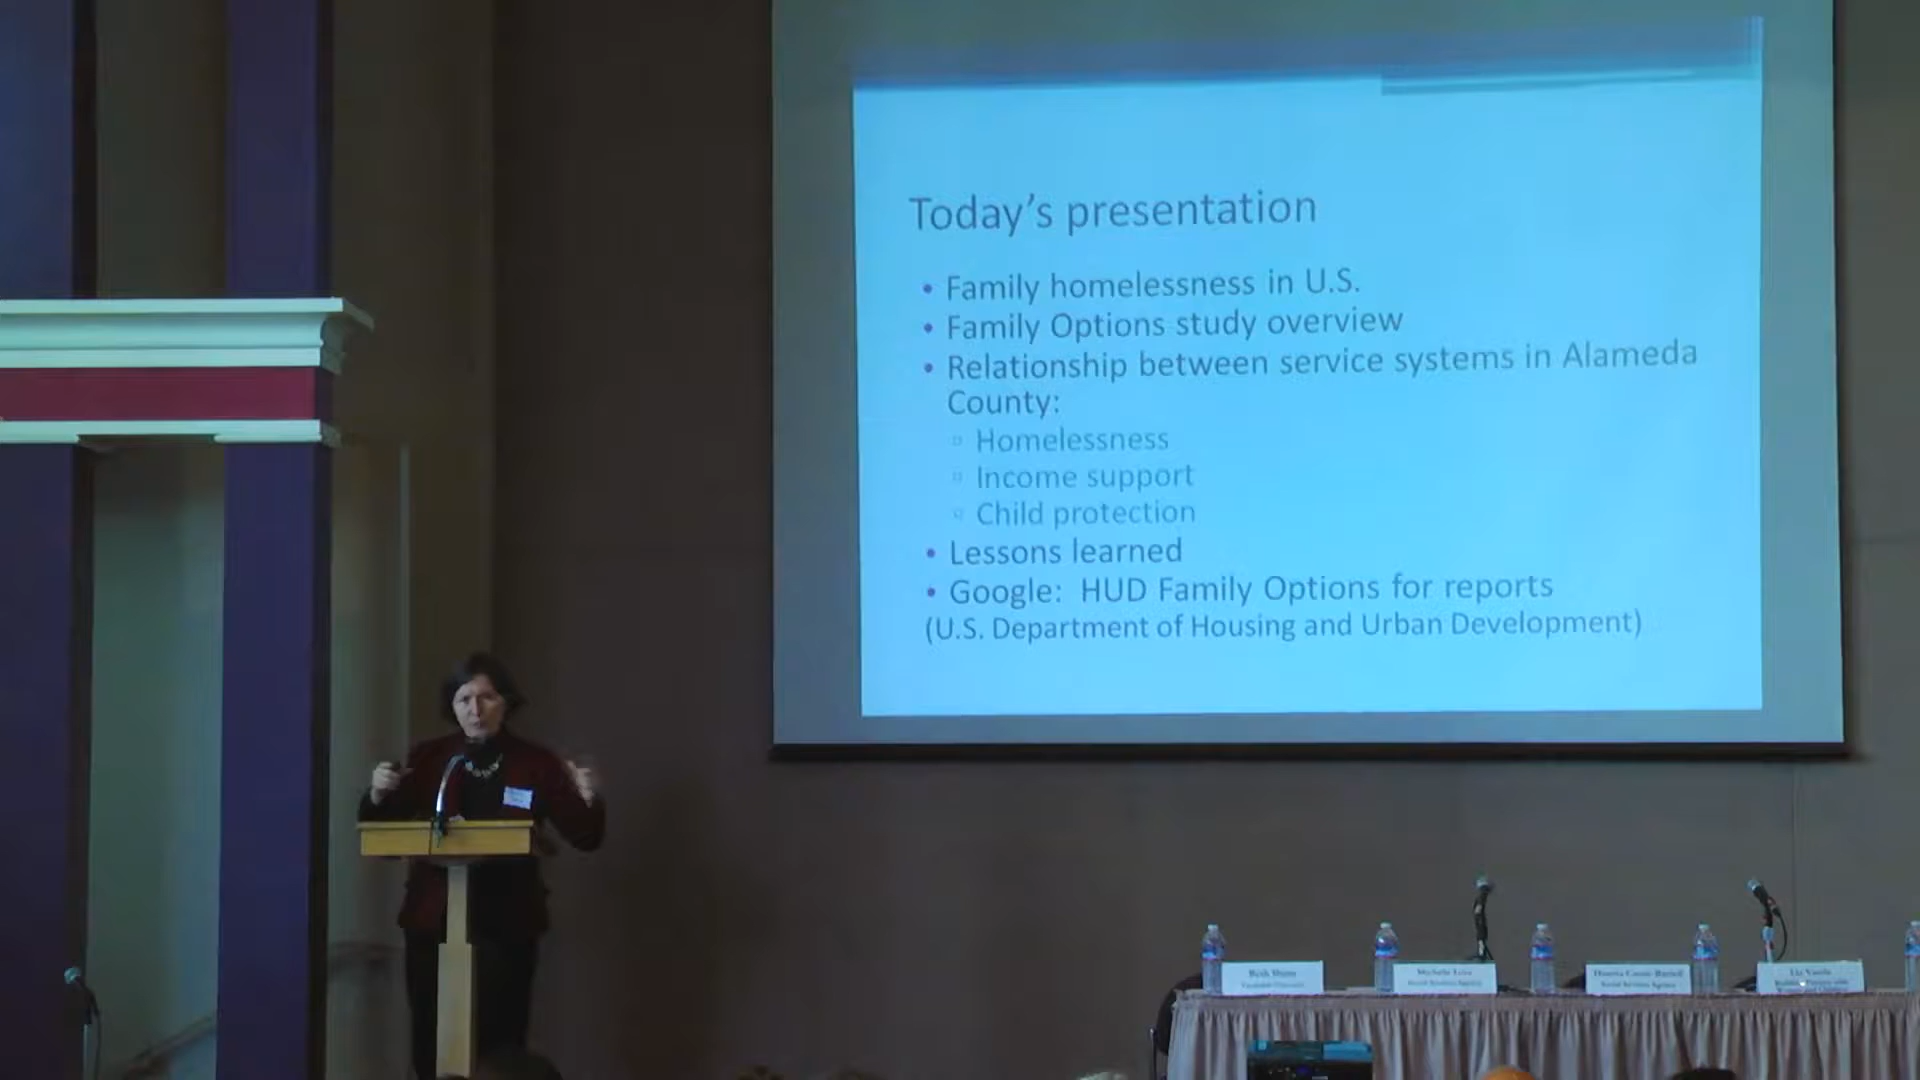 Today's presentation
• Family homelessness in U.S.
• Family Options study overview
• Relationship between service systems in Alameda
County:
▫ Homelessness
▫ Income support
▫ Child protection
• Lessons learned
• Google: HUD Family Options for reports
(U.S. Department of Housing and Urban Development)
Social Services Agency
Social Services Agency